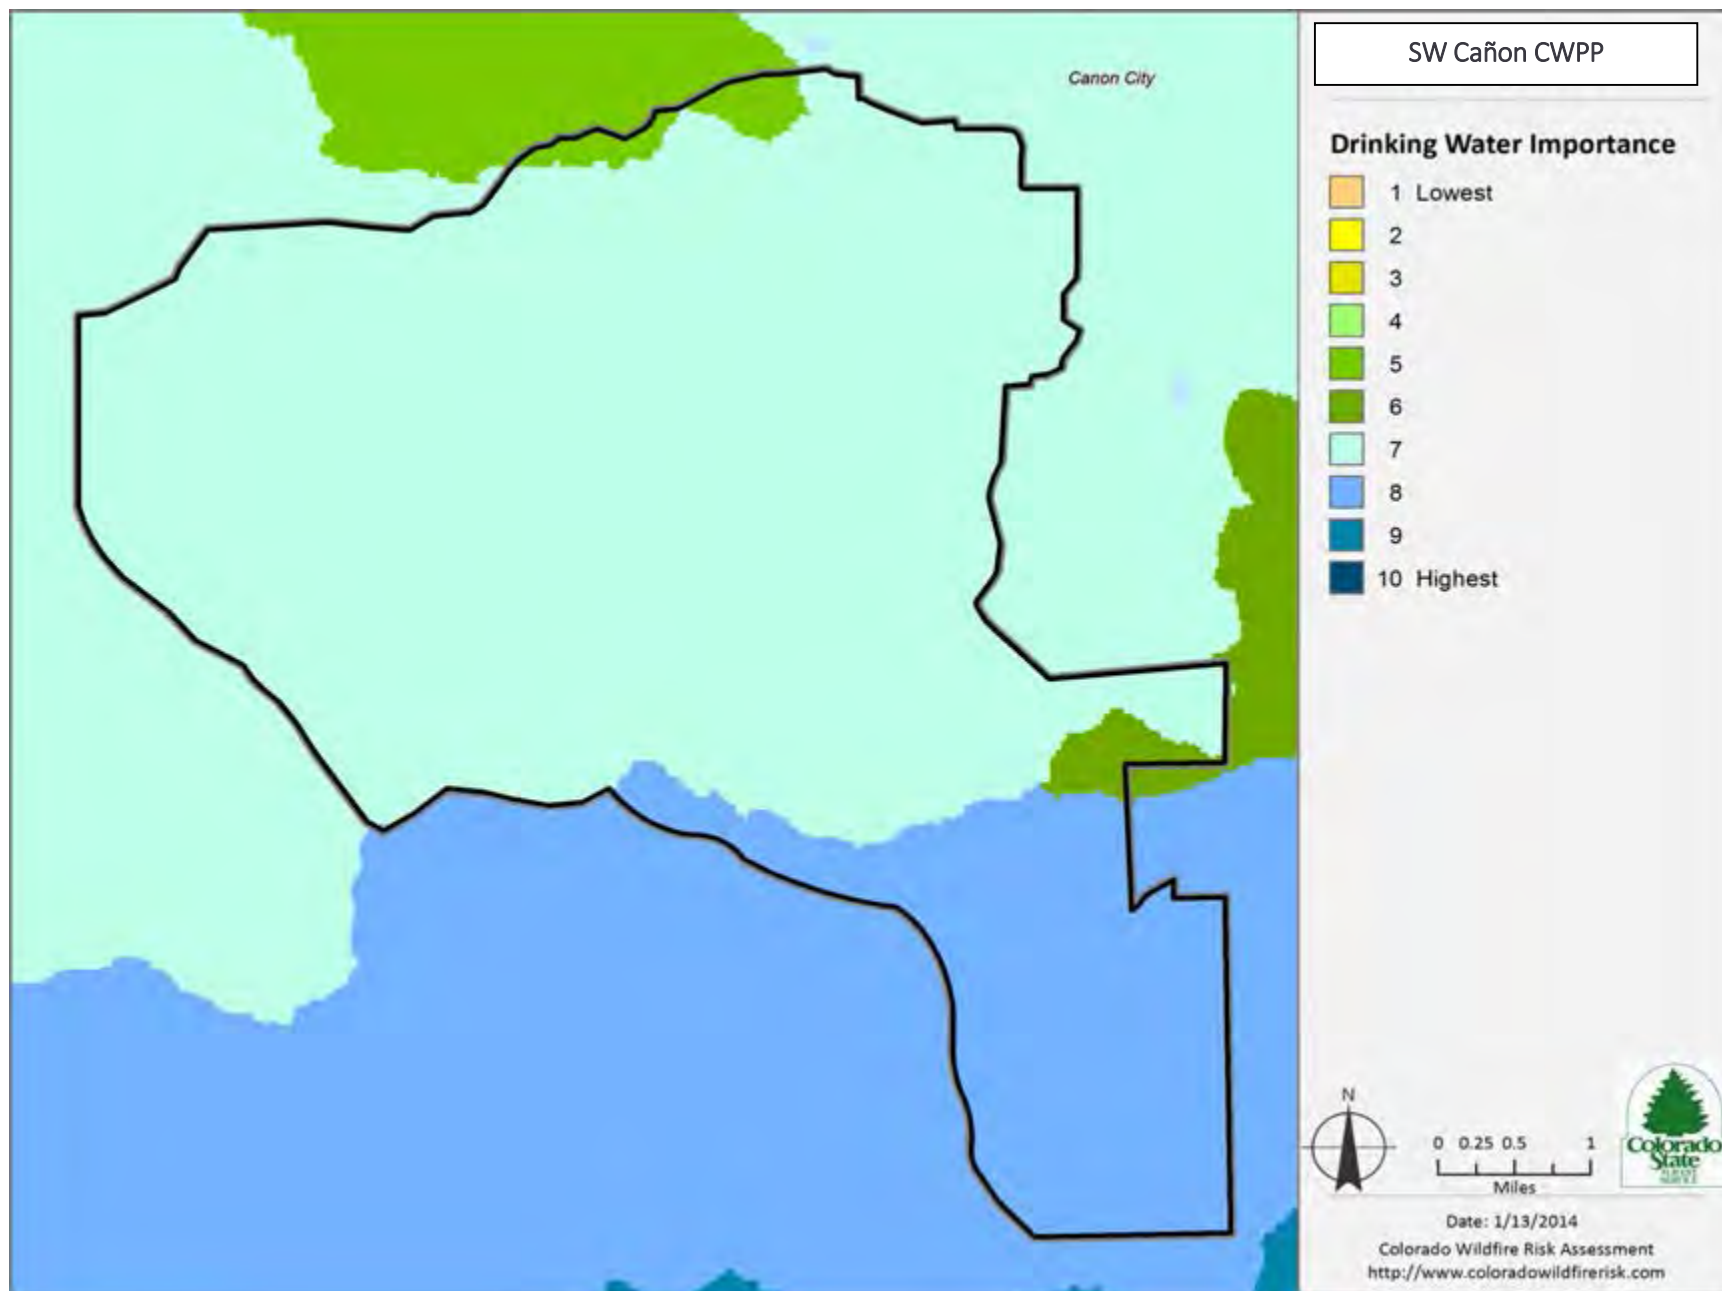 SW Cañon CWPP
Canon City
Drinking Water Importance
1 Lowest
2
3
4
5
6
7
8
9
10 Highest
N
0 0.25 0.5 1
Miles
Colorado
State
FOREST
SERVICE
Date: 1/13/2014
Colorado Wildfire Risk Assessment
http://www.coloradowildfirerisk.com